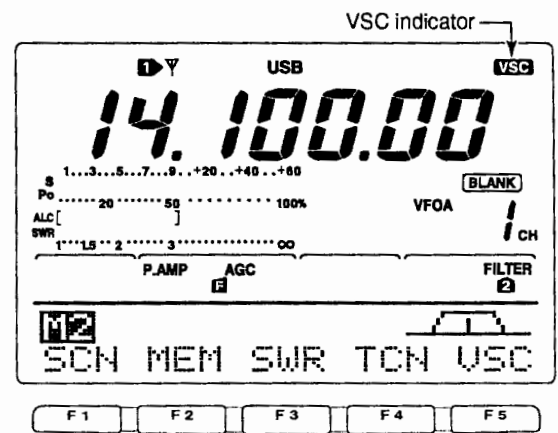 VSC indicator
1 USB VSC
14.100.00
S 1...3...5...7...9..+20..+40..+60
BLANK
Po ······20·········50·········100%
VFOA 1 CH
ALC [ ]
SWR 1···1.5··2······3···············∞
P.AMP AGC FILTER
F 2
M2
SCN MEM SWR TCN VSC
F1 F2 F3 F4 F5